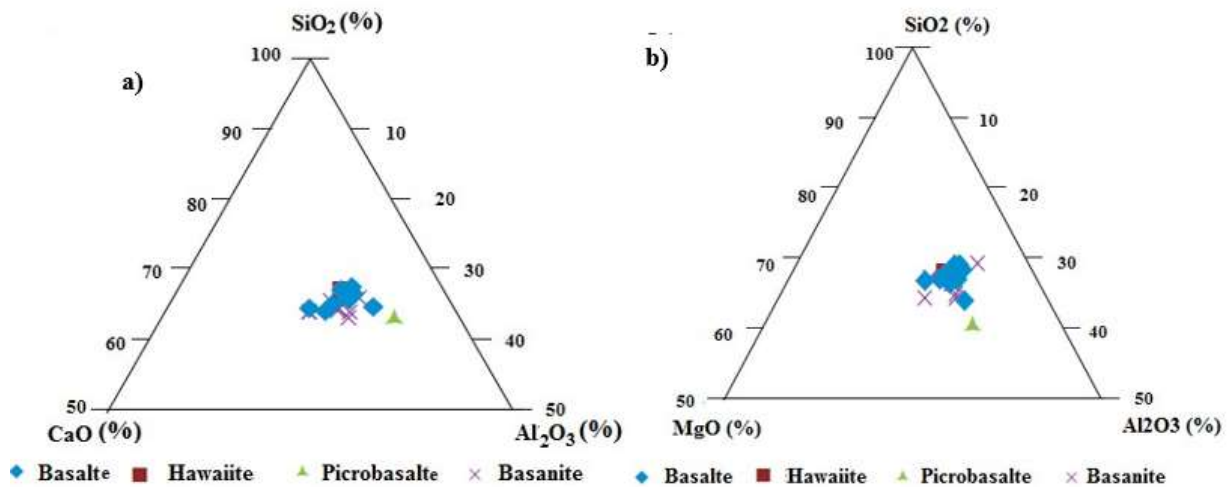 SiO2 (%)
a)
100
90
10
80
20
70
30
60
40
50
50
CaO (%)
Al2O3 (%)
Basalte
Hawaiite
Picrobasalte
Basanite
SiO2 (%)
b)
100
90
10
80
20
70
30
60
40
50
50
MgO (%)
Al2O3 (%)
Basalte
Hawaiite
Picrobasalte
Basanite